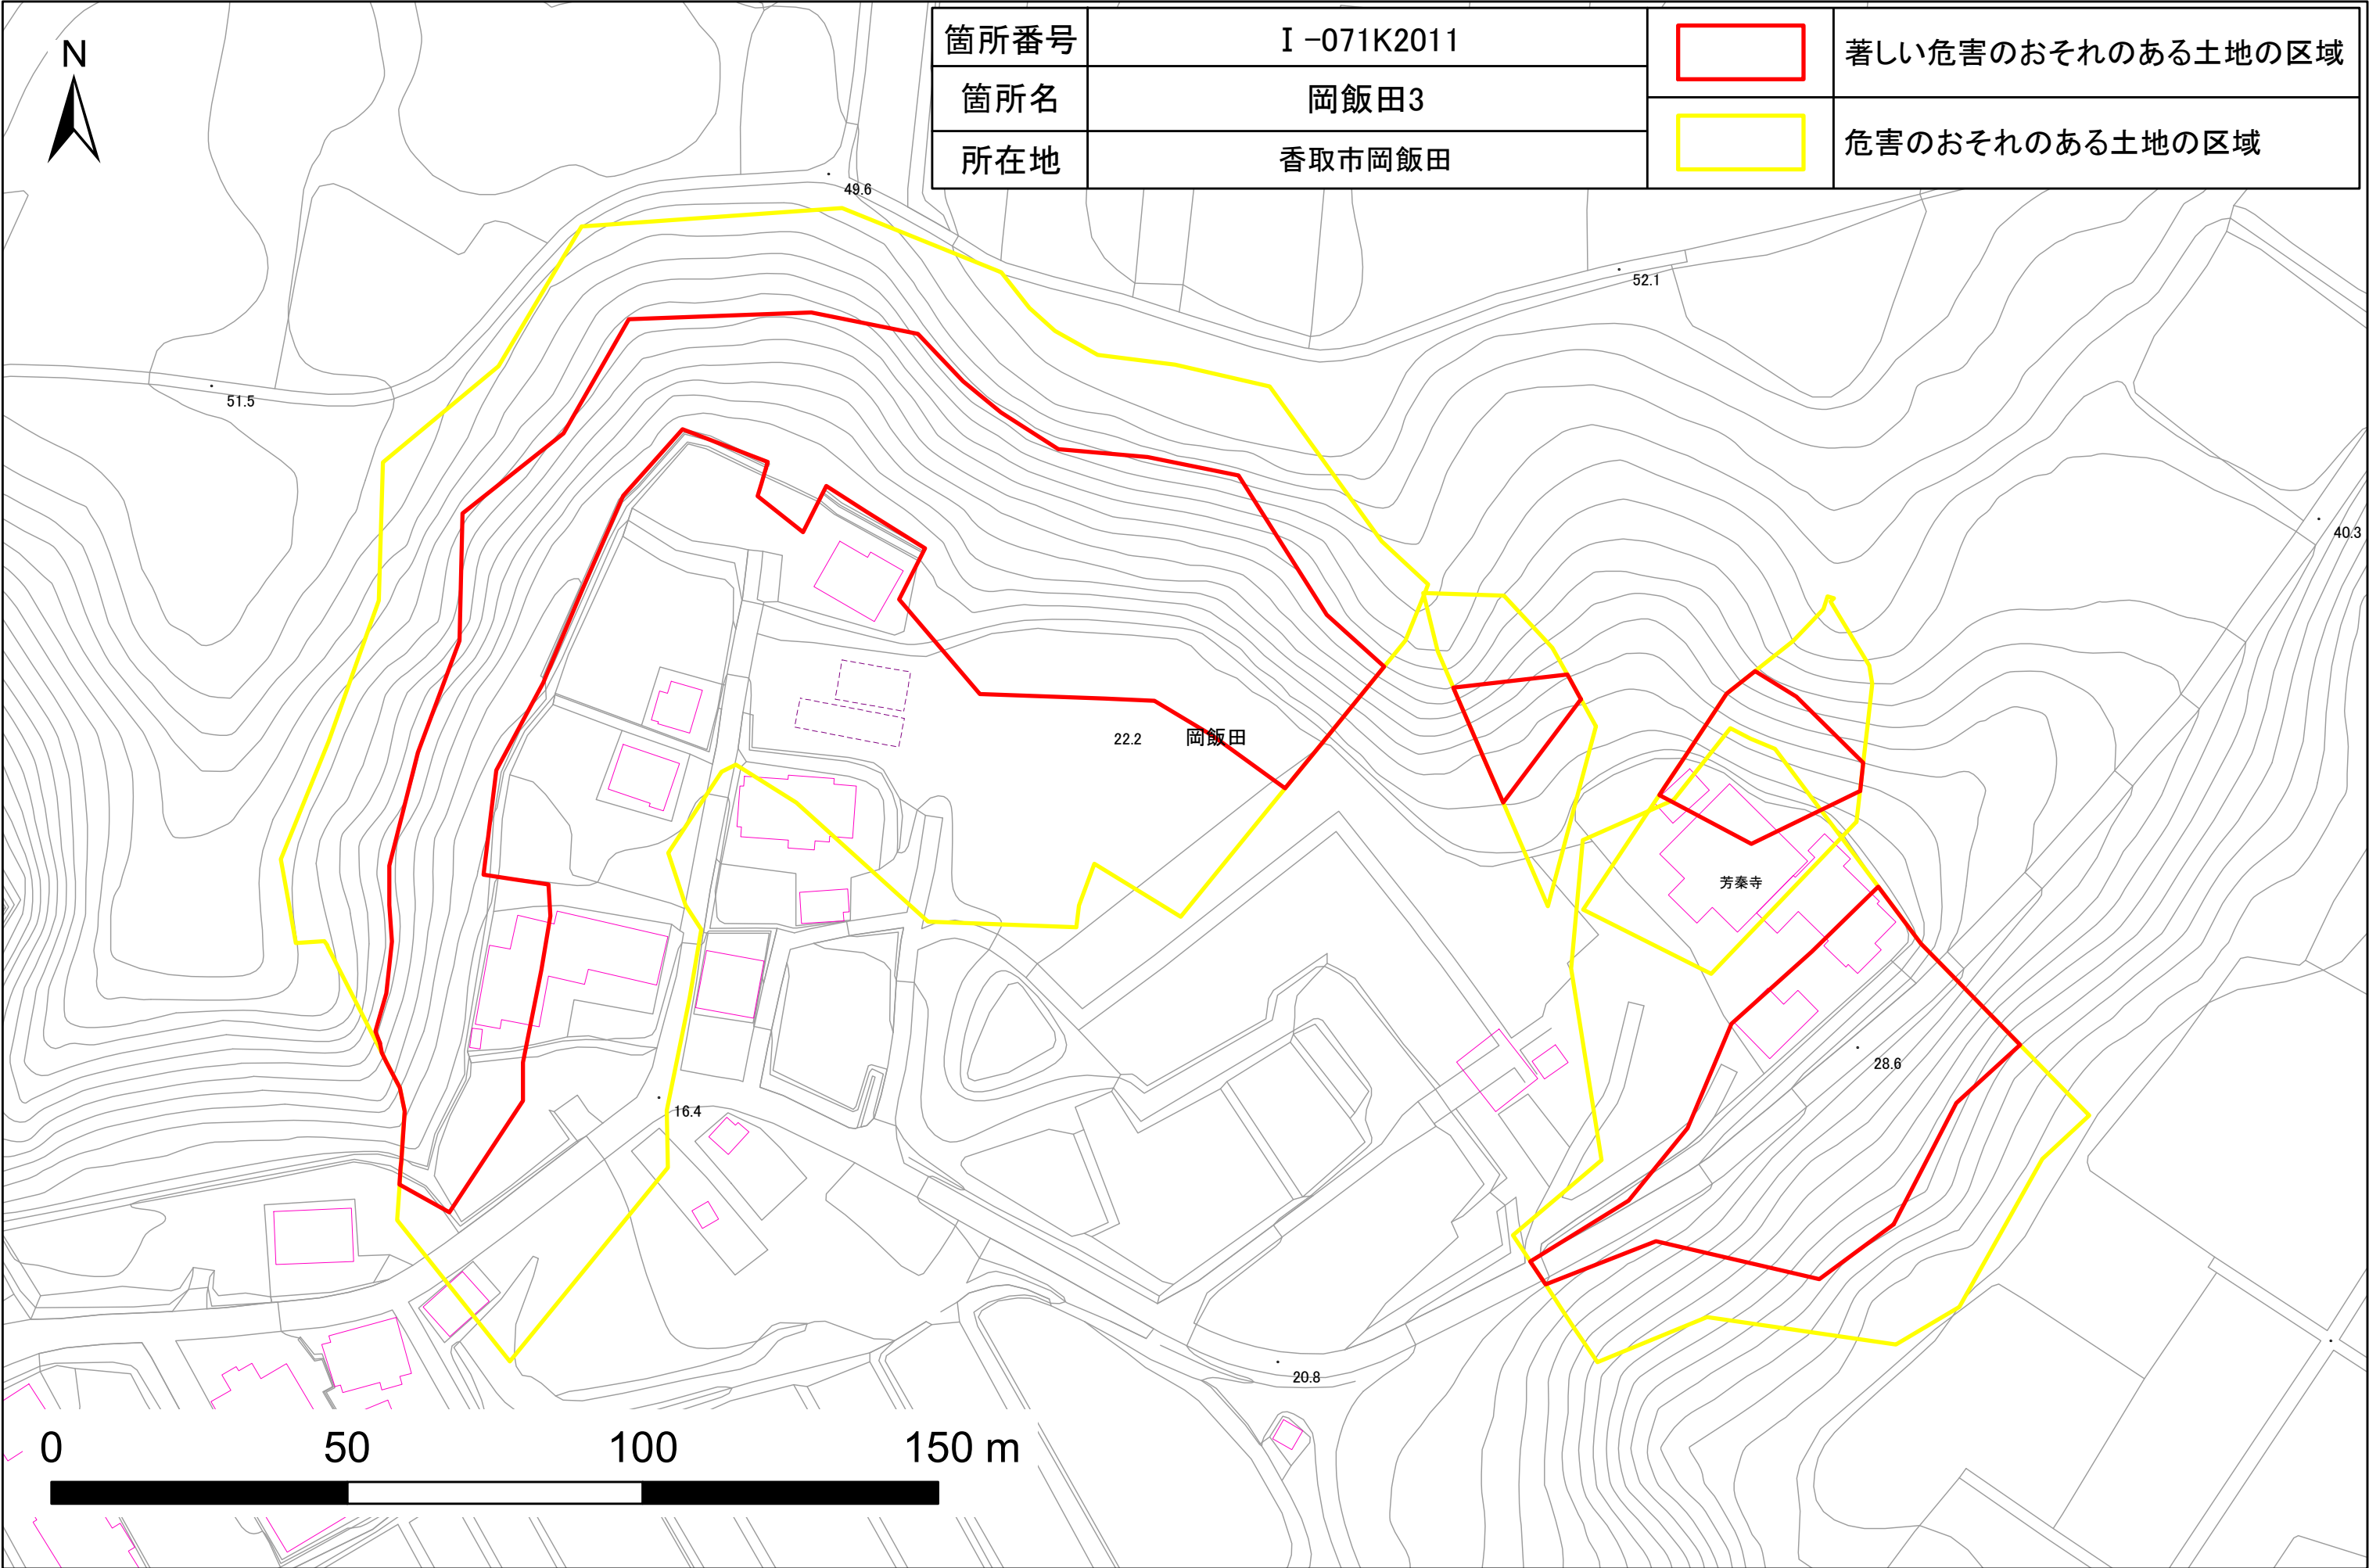 N
箇所番号
I -071K2011
箇所名
岡飯田3
所在地
香取市岡飯田
著しい危害のおそれのある土地の区域
危害のおそれのある土地の区域
49.6
52.1
51.5
40.3
22.2
岡飯田
芳秦寺
28.6
16.4
20.8
0
50
100
150 m